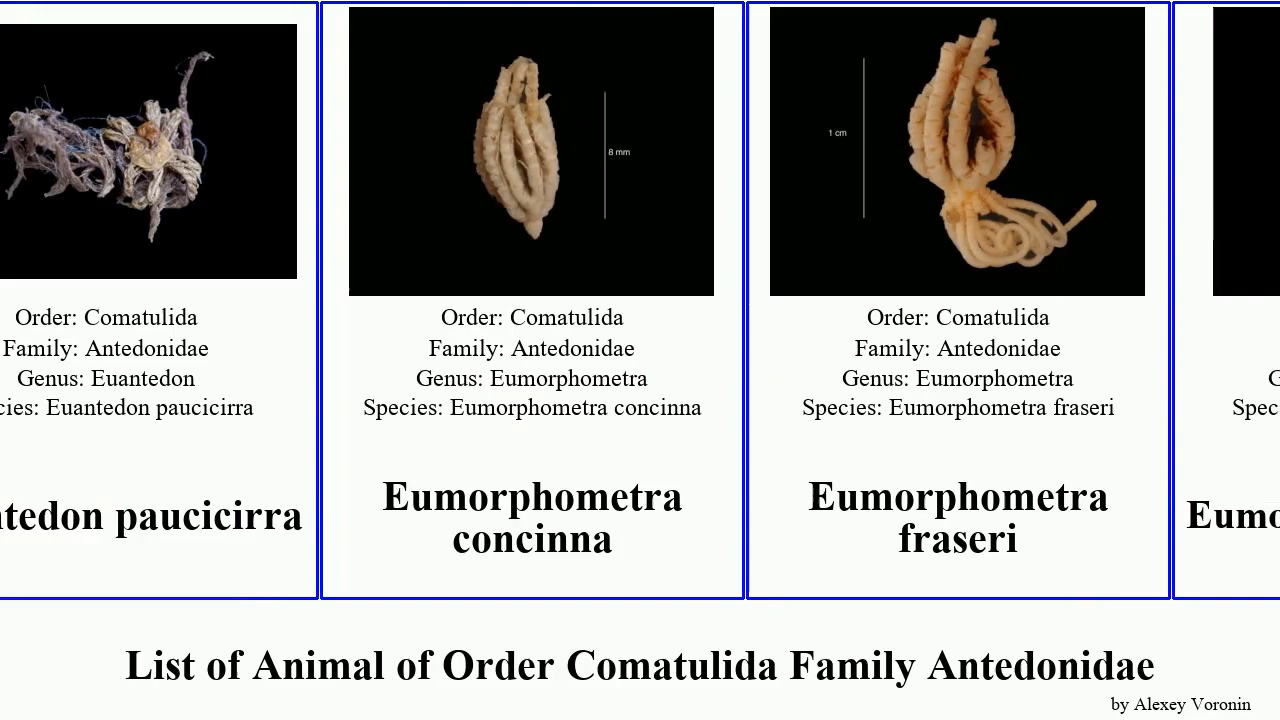 8 mm
1 cm
Order: Comatulida
Family: Antedonidae
Genus: Euantedon
cies: Euantedon paucicirra
ntedon paucicirra
Order: Comatulida
Family: Antedonidae
Genus: Eumorphometra
Species: Eumorphometra concinna
Eumorphometra
concinna
Order: Comatulida
Family: Antedonidae
Genus: Eumorphometra
Species: Eumorphometra fraseri
Eumorphometra
fraseri
G
Spec
Eumo
List of Animal of Order Comatulida Family Antedonidae
by Alexey Voronin